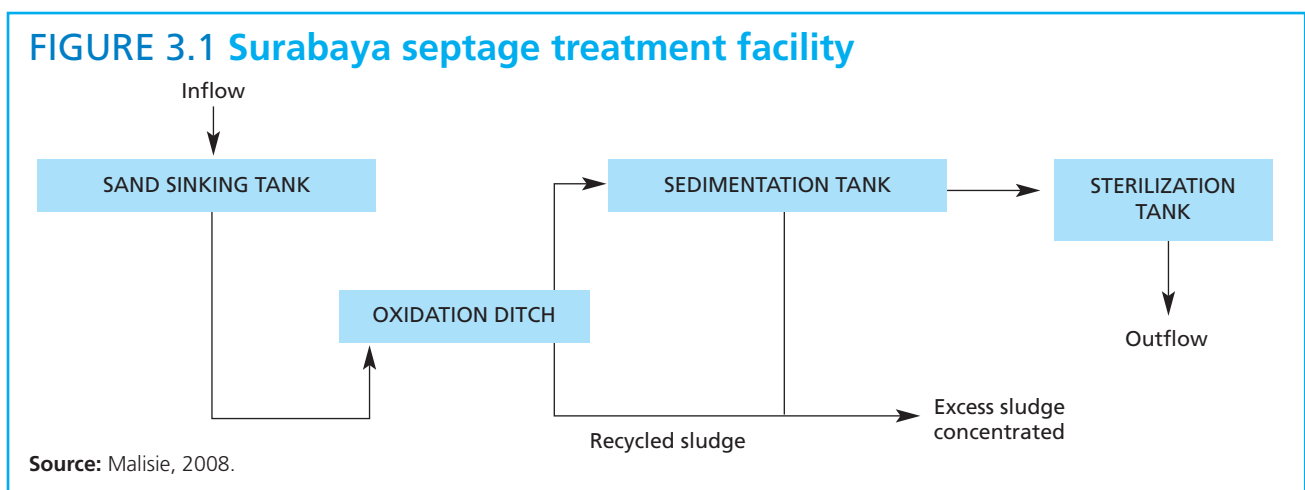 FIGURE 3.1 Surabaya septage treatment facility
Inflow
SAND SINKING TANK
SEDIMENTATION TANK
STERILIZATION
TANK
OXIDATION DITCH
Outflow
Recycled sludge
Excess sludge
concentrated
Source: Malisie, 2008.